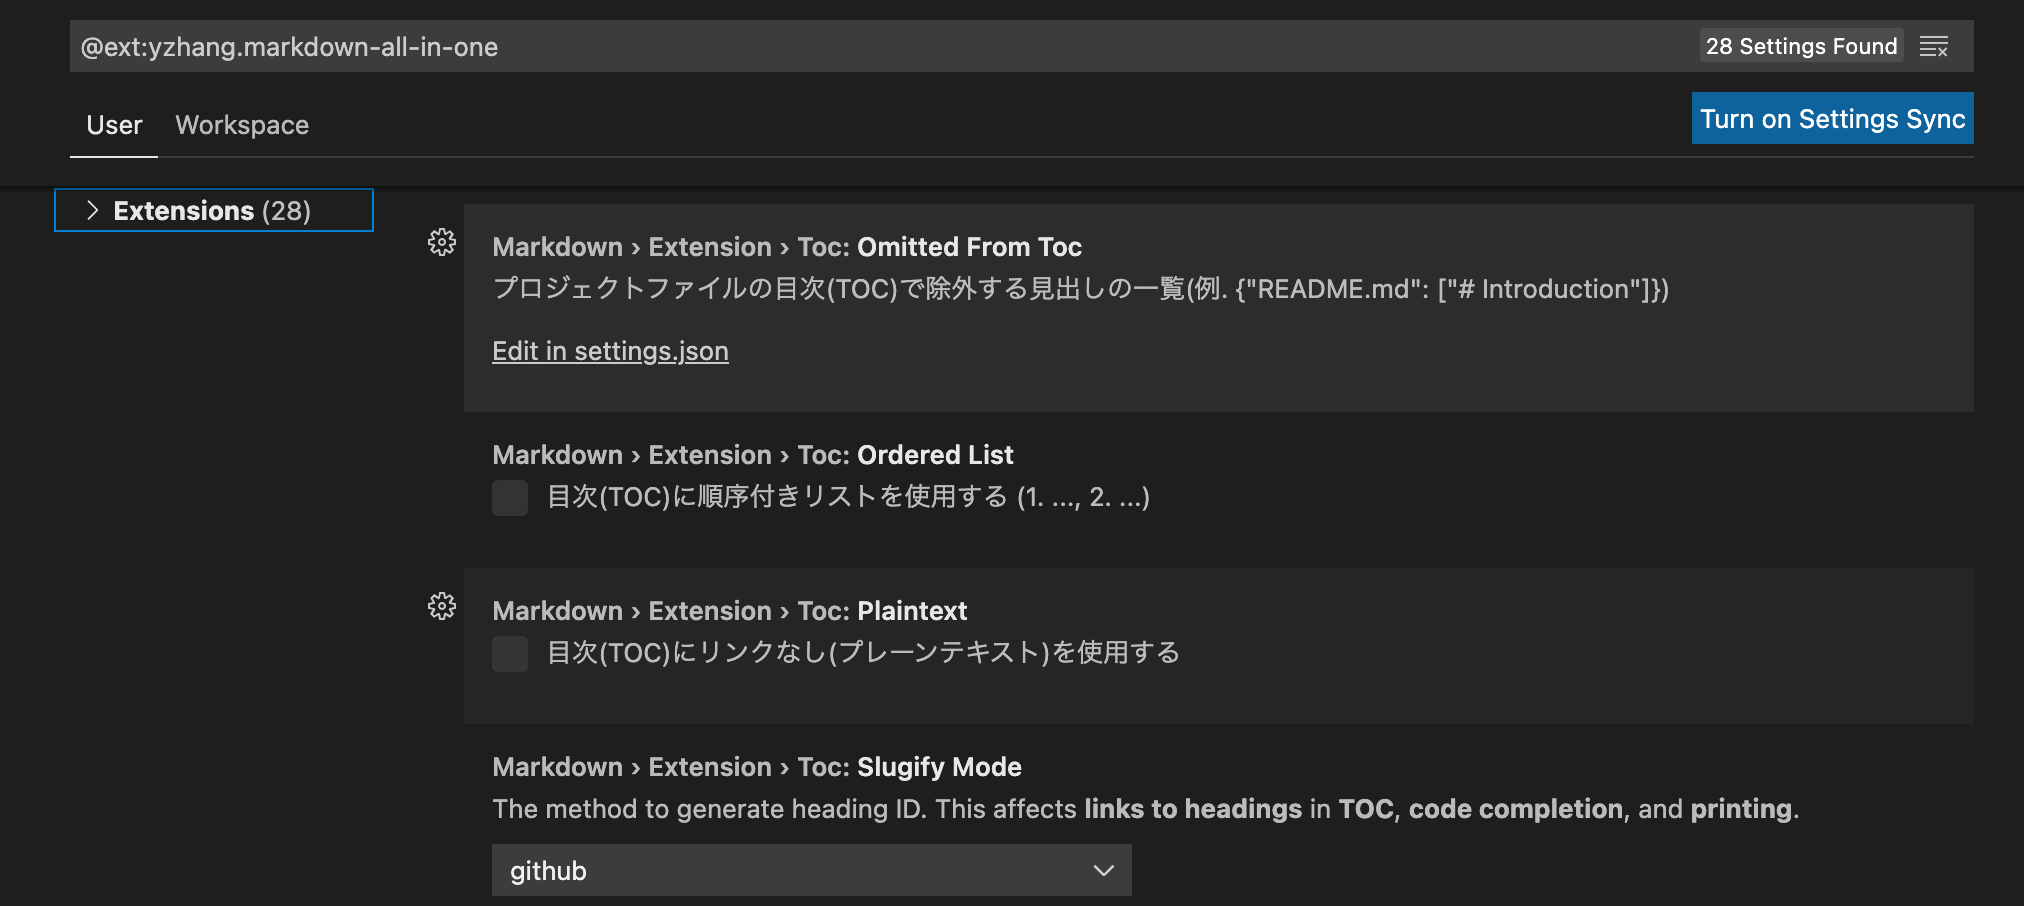 @ext:yzhang.markdown-all-in-one
28 Settings Found
User
Workspace
Turn on Settings Sync
Extensions (28)
Markdown › Extension › Toc: Omitted From Toc
プロジェクトファイルの目次(TOC)で除外する見出しの一覧(例. {"README.md": ["# Introduction"]})
Edit in settings.json
Markdown › Extension › Toc: Ordered List
目次(TOC)に順序付きリストを使用する (1. ..., 2. ...)
Markdown › Extension › Toc: Plaintext
目次(TOC)にリンクなし(プレーンテキスト)を使用する
Markdown › Extension › Toc: Slugify Mode
The method to generate heading ID. This affects links to headings in TOC, code completion, and printing.
github